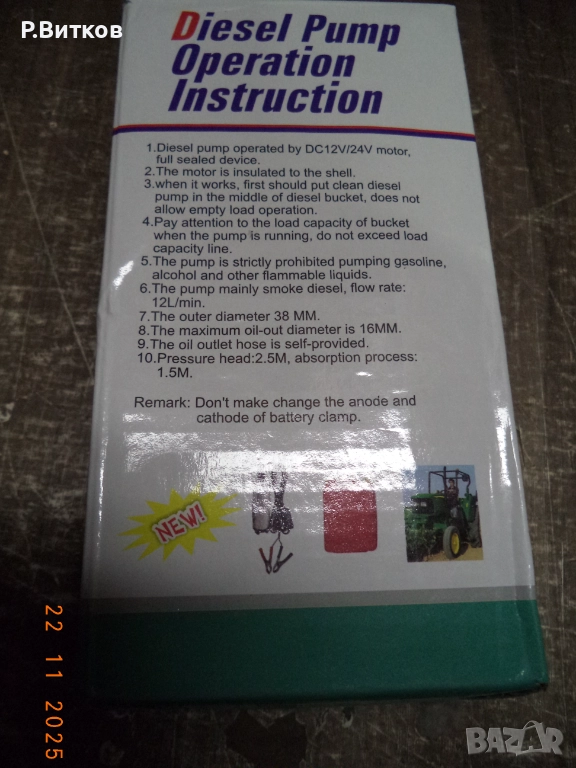 Р.Витков
Diesel Pump
Operation
Instruction
1.Diesel pump operated by DC12V/24V motor,
full sealed device.
2.The motor is insulated to the shell.
3.when it works, first should put clean diesel
pump in the middle of diesel bucket, does not
allow empty load operation.
4.Pay attention to the load capacity of bucket
when the pump is running, do not exceed load
capacity line.
5.The pump is strictly prohibited pumping gasoline,
alcohol and other flammable liquids.
6.The pump mainly smoke diesel, flow rate:
12L/min.
7.The outer diameter 38 MM.
8.The maximum oil-out diameter is 16MM.
9.The oil outlet hose is self-provided.
10.Pressure head:2.5M, absorption process:
1.5M.
Remark: Don't make change the anode and
cathode of battery clamp.
NEW!
22 11 2025
BAZAR